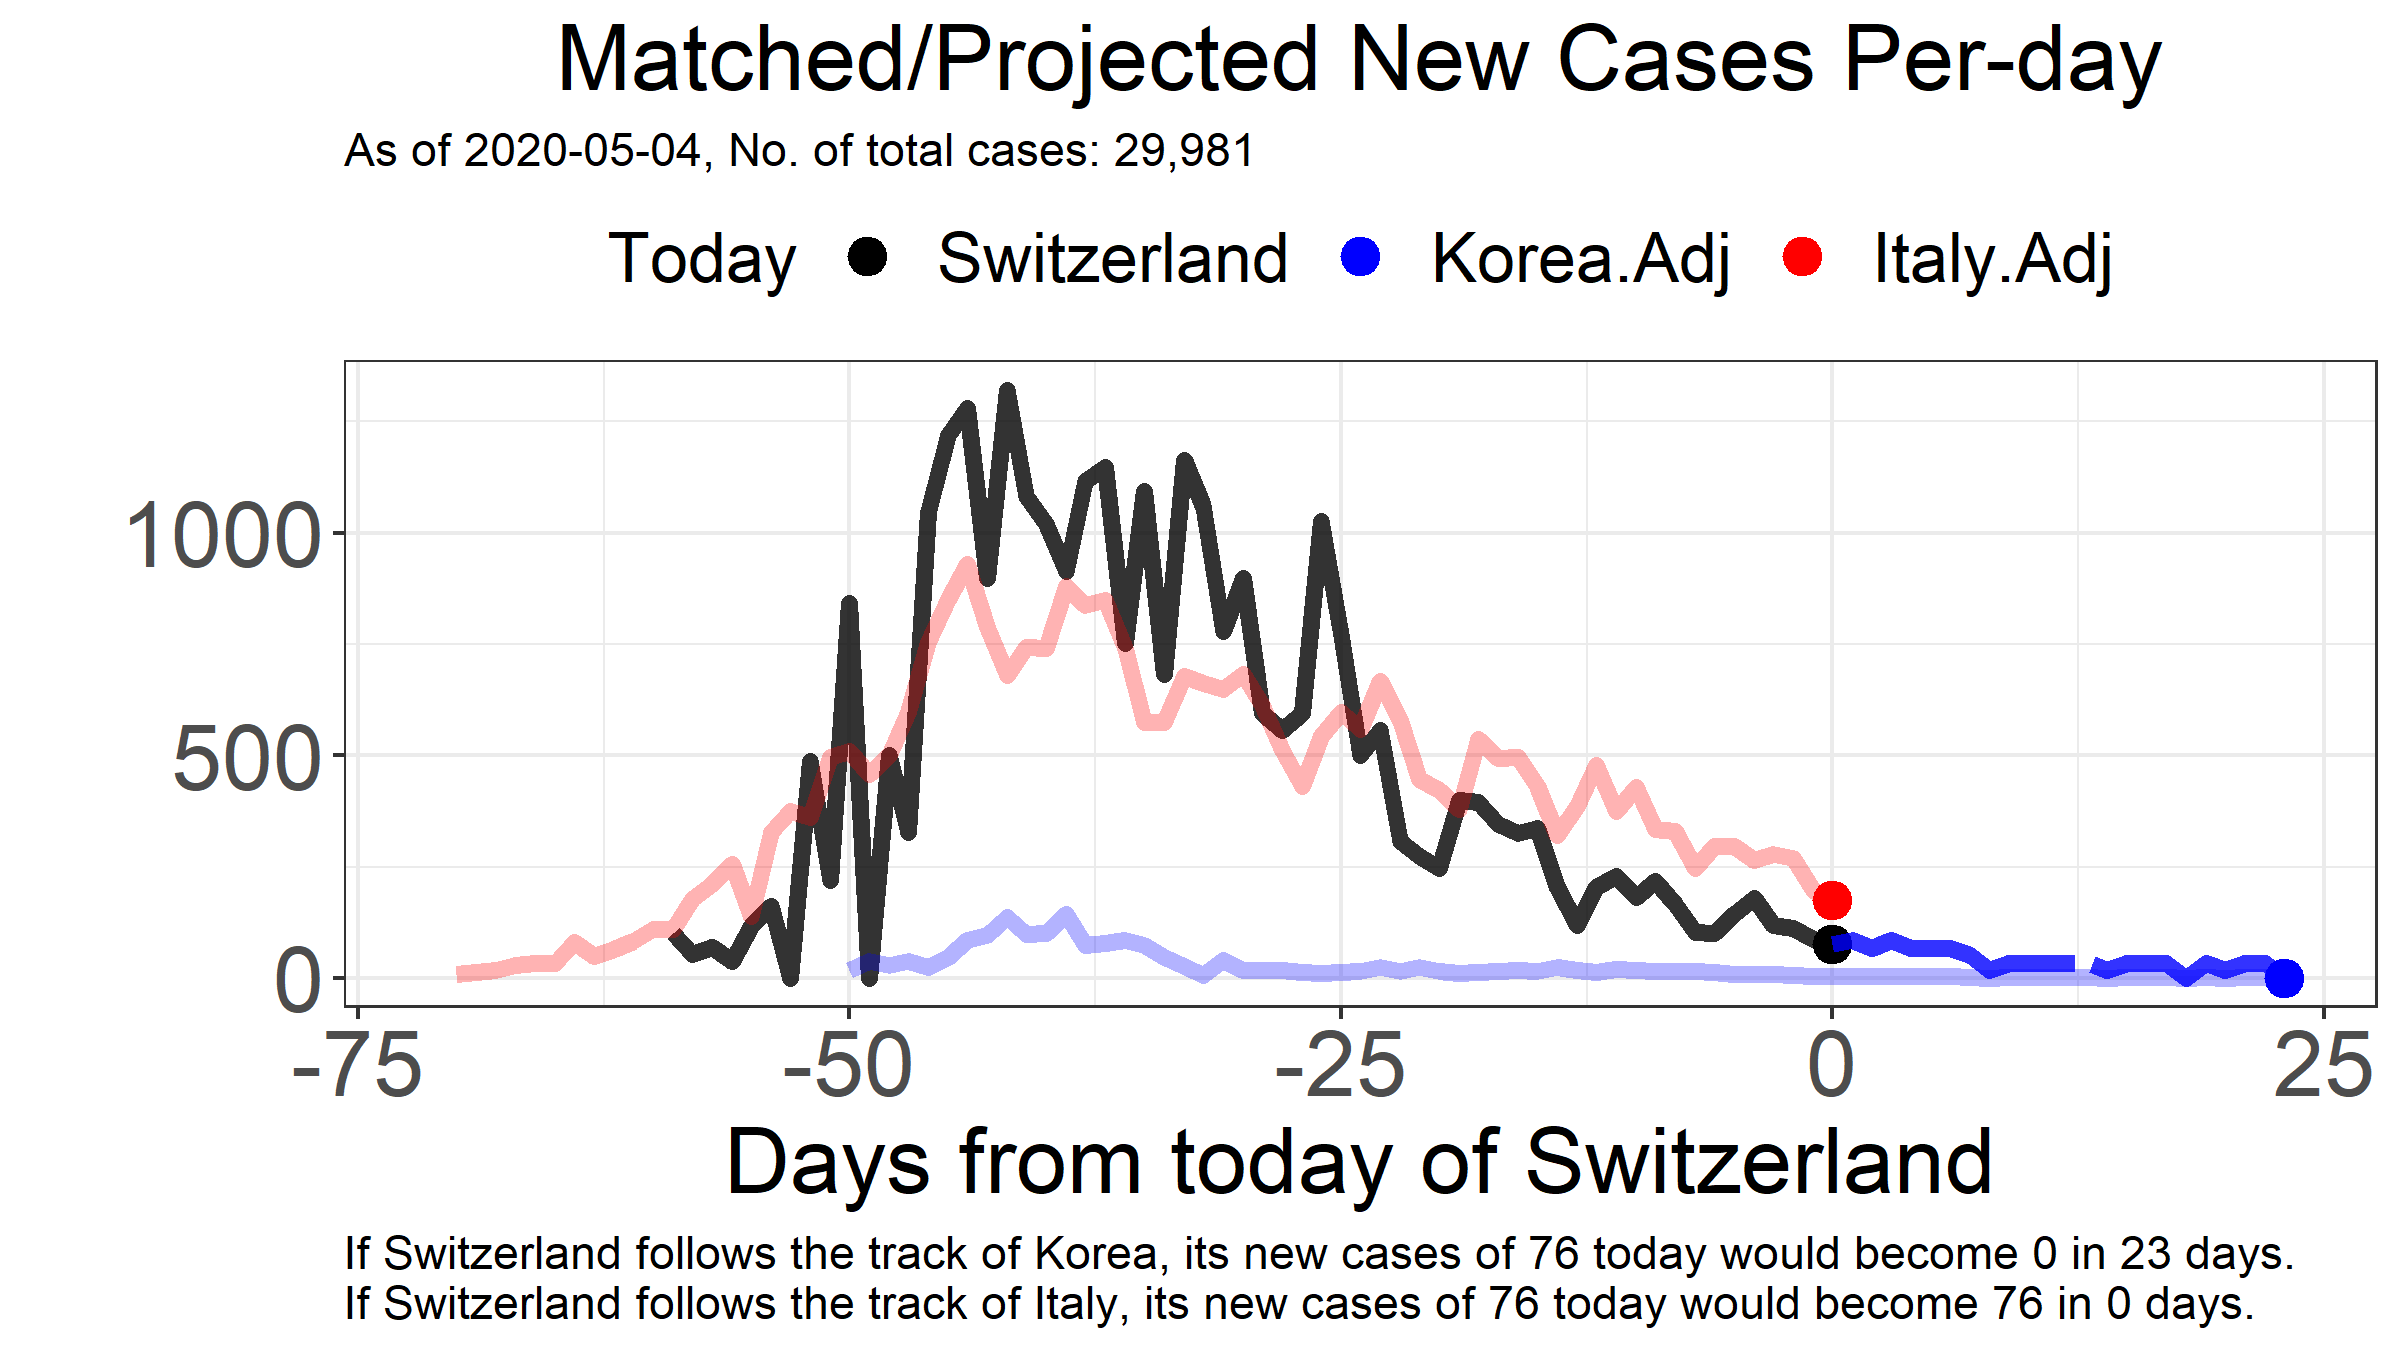 Matched/Projected New Cases Per-day
As of 2020-05-04, No. of total cases: 29,981
Today Switzerland Korea.Adj Italy.Adj
1000
500
0
-75 -50 -25 0 25
Days from today of Switzerland
If Switzerland follows the track of Korea, its new cases of 76 today would become 0 in 23 days.
If Switzerland follows the track of Italy, its new cases of 76 today would become 76 in 0 days.